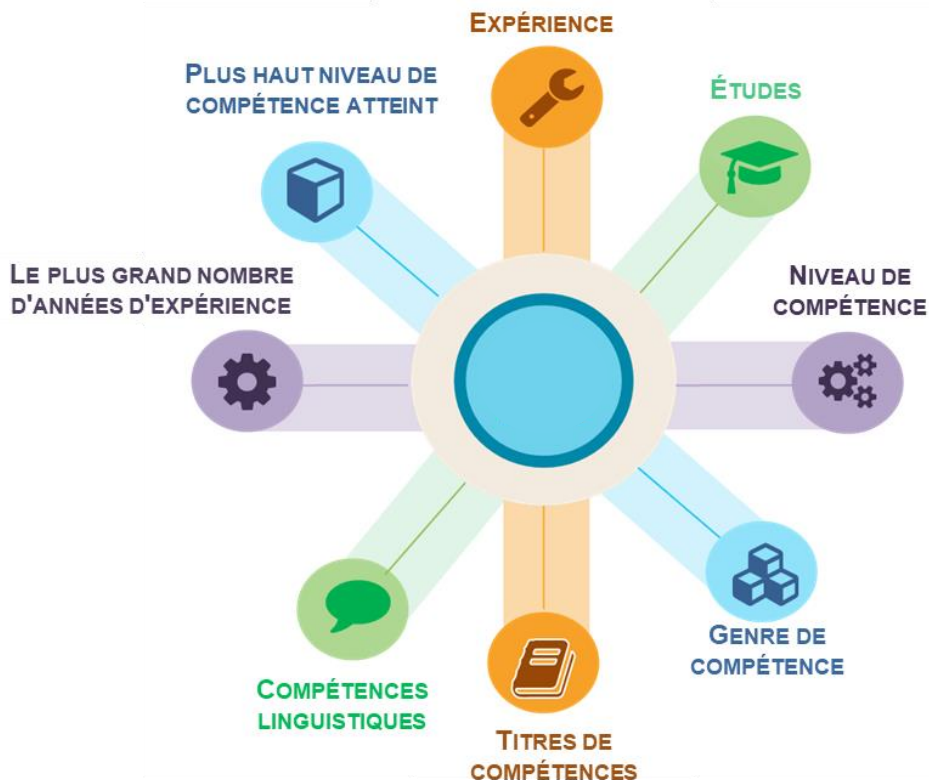 EXPÉRIENCE
PLUS HAUT NIVEAU DE
COMPÉTENCE ATTEINT
ÉTUDES
LE PLUS GRAND NOMBRE
D'ANNÉES D'EXPÉRIENCE
NIVEAU DE
COMPÉTENCE
GENRE DE
COMPÉTENCE
COMPÉTENCES
LINGUISTIQUES
TITRES DE
COMPÉTENCES